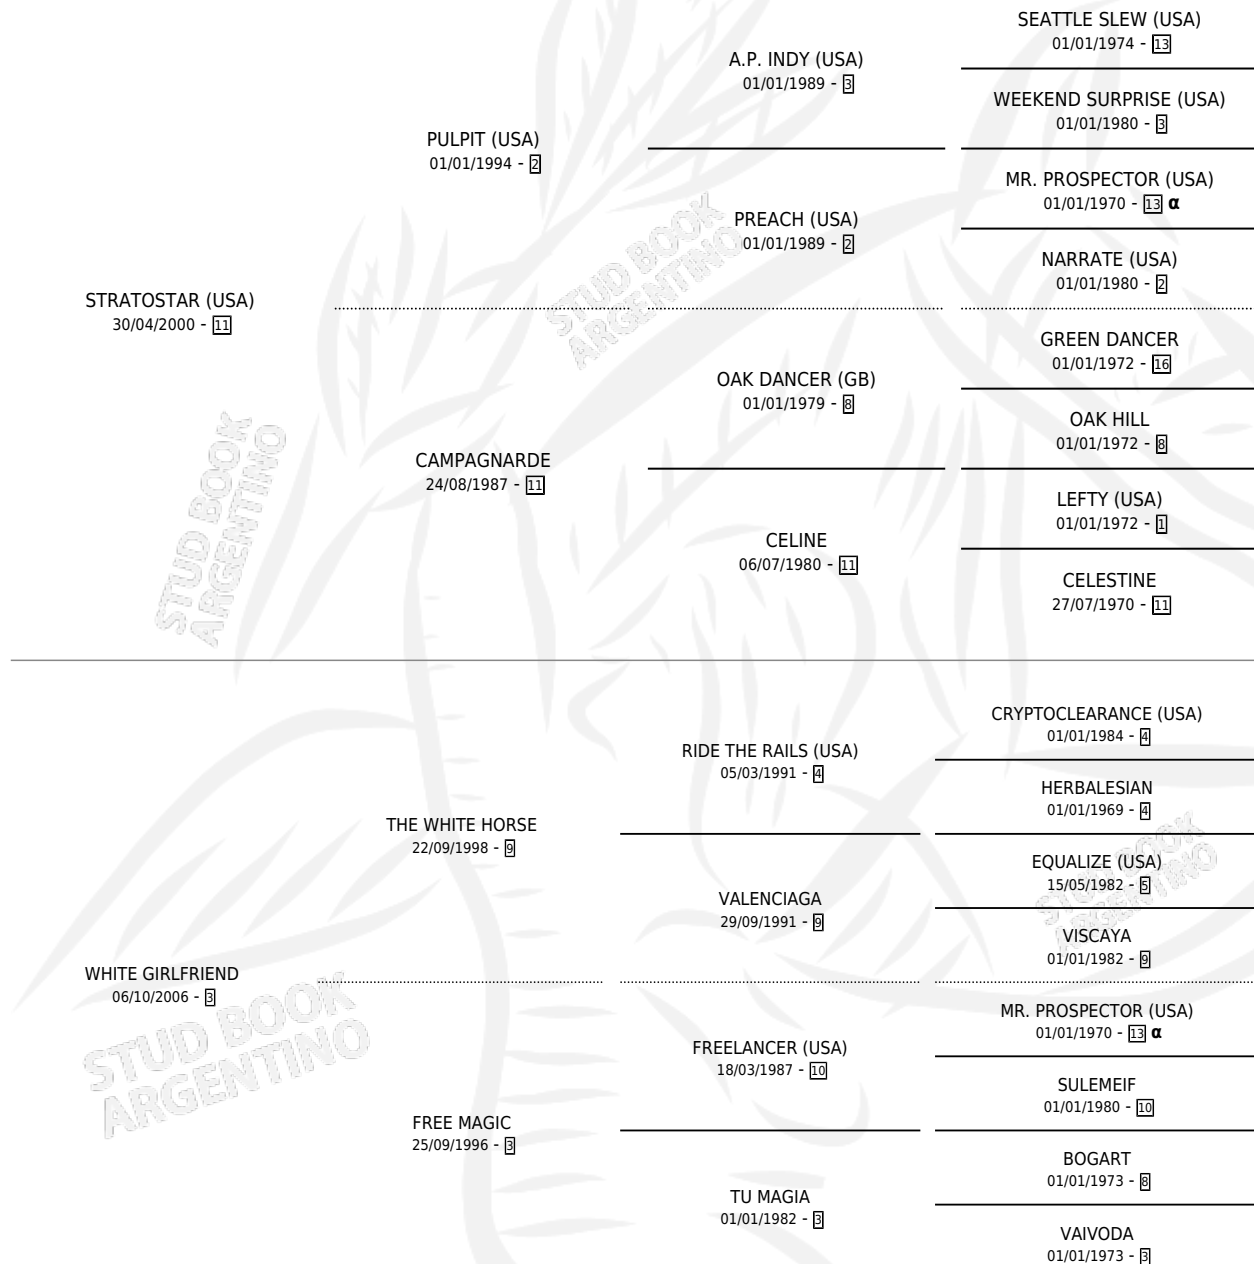 SEATTLE SLEW (USA)
01/01/1974 - 13
A.P. INDY (USA)
01/01/1989 - 3
WEEKEND SURPRISE (USA)
01/01/1980 - 3
PULPIT (USA)
01/01/1994 - 2
MR. PROSPECTOR (USA)
01/01/1970 - 13 α
PREACH (USA)
01/01/1989 - 2
NARRATE (USA)
01/01/1980 - 2
STRATOSTAR (USA)
30/04/2000 - 11
GREEN DANCER
01/01/1972 - 16
OAK DANCER (GB)
01/01/1979 - 8
OAK HILL
01/01/1972 - 8
CAMPAGNARDE
24/08/1987 - 11
LEFTY (USA)
01/01/1972 - 1
CELINE
06/07/1980 - 11
CELESTINE
27/07/1970 - 11
CRYPTOCLEARANCE (USA)
01/01/1984 - 4
RIDE THE RAILS (USA)
05/03/1991 - 4
HERBALESIAN
01/01/1969 - 4
THE WHITE HORSE
22/09/1998 - 9
EQUALIZE (USA)
15/05/1982 - 5
VALENCIAGA
29/09/1991 - 9
VISCAYA
01/01/1982 - 9
WHITE GIRLFRIEND
06/10/2006 - 3
MR. PROSPECTOR (USA)
01/01/1970 - 13 α
FREELANCER (USA)
18/03/1987 - 10
SULEMEIF
01/01/1980 - 10
FREE MAGIC
25/09/1996 - 3
BOGART
01/01/1973 - 8
TU MAGIA
01/01/1982 - 3
VAIVODA
01/01/1973 - 3
STUD BOOK
ARGENTINO
STUD BOOK
ARGENTINO
STUD BOOK
ARGENTINO
STUD BOOK
ARGENTINO